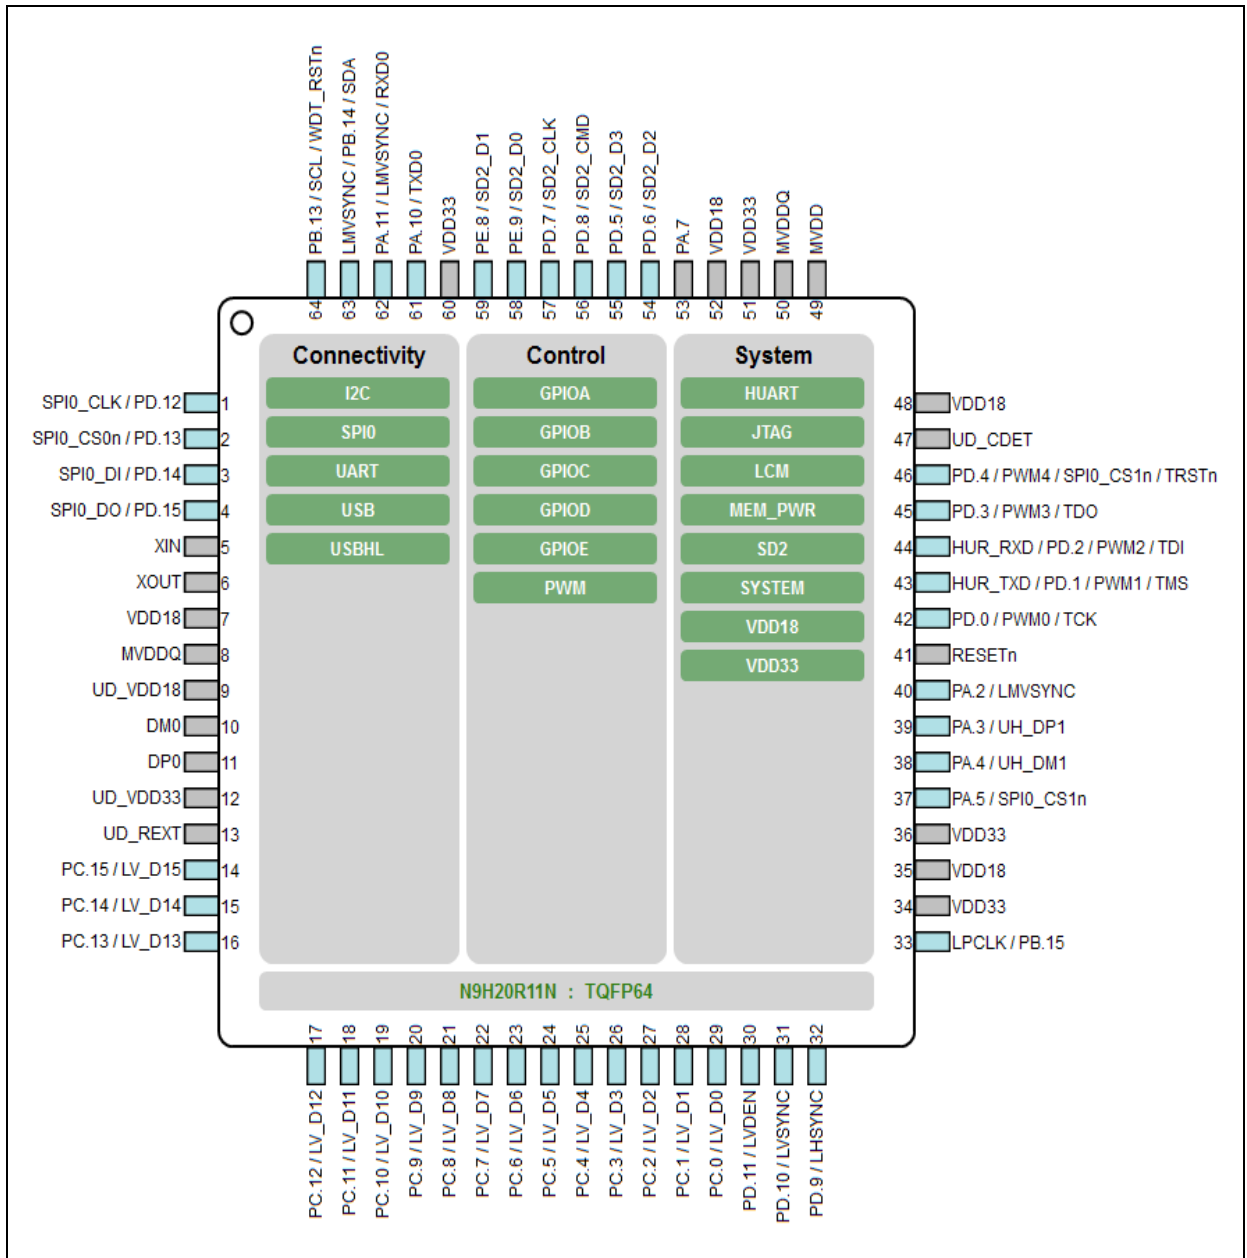 PB.13 / SCL / WDT_RSTn
LMVSYNC / PB.14 / SDA
PA.11 / LMVSYNC / RXD0
PA.10 / TXD0
VDD33
PE.8 / SD2_D1
PE.9 / SD2_D0
PD.7 / SD2_CLK
PD.8 / SD2_CMD
PD.5 / SD2_D3
PD.6 / SD2_D2
PA.7
VDD18
VDD33
MVDDQ
MVDD
64
63
62
61
60
59
58
57
56
55
54
53
52
51
50
49
SPI0_CLK / PD.12 1
SPI0_CS0n / PD.13 2
SPI0_DI / PD.14 3
SPI0_DO / PD.15 4
XIN 5
XOUT 6
VDD18 7
MVDDQ 8
UD_VDD18 9
DM0 10
DP0 11
UD_VDD33 12
UD_REXT 13
PC.15 / LV_D15 14
PC.14 / LV_D14 15
PC.13 / LV_D13 16
Connectivity
I2C
SPI0
UART
USB
USBHL
Control
GPIOA
GPIOB
GPIOC
GPIOD
GPIOE
PWM
System
HUART
JTAG
LCM
MEM_PWR
SD2
SYSTEM
VDD18
VDD33
48 VDD18
47 UD_CDET
46 PD.4 / PWM4 / SPI0_CS1n / TRSTn
45 PD.3 / PWM3 / TDO
44 HUR_RXD / PD.2 / PWM2 / TDI
43 HUR_TXD / PD.1 / PWM1 / TMS
42 PD.0 / PWM0 / TCK
41 RESETn
40 PA.2 / LMVSYNC
39 PA.3 / UH_DP1
38 PA.4 / UH_DM1
37 PA.5 / SPI0_CS1n
36 VDD33
35 VDD18
34 VDD33
33 LPCLK / PB.15
N9H20R11N : TQFP64
17
18
19
20
21
22
23
24
25
26
27
28
29
30
31
32
PC.12 / LV_D12
PC.11 / LV_D11
PC.10 / LV_D10
PC.9 / LV_D9
PC.8 / LV_D8
PC.7 / LV_D7
PC.6 / LV_D6
PC.5 / LV_D5
PC.4 / LV_D4
PC.3 / LV_D3
PC.2 / LV_D2
PC.1 / LV_D1
PC.0 / LV_D0
PD.11 / LVDEN
PD.10 / LVSYNC
PD.9 / LHSYNC